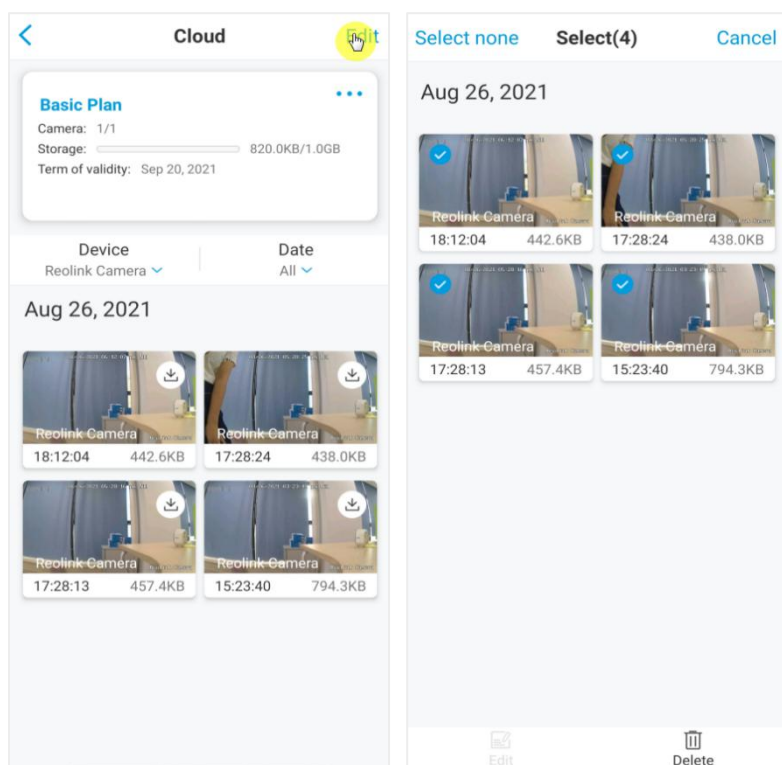 Cloud
Edit
Basic Plan
Camera: 1/1
Storage: 820.0KB/1.0GB
Term of validity: Sep 20, 2021
Device
Date
Reolink Camera
All
Aug 26, 2021
Reolink Camera
Reolink Camera
18:12:04 442.6KB
17:28:24 438.0KB
Reolink Camera
Reolink Camera
17:28:13 457.4KB
15:23:40 794.3KB
Select none Select(4) Cancel
Aug 26, 2021
Reolink Camera
Reolink Camera
18:12:04 442.6KB
17:28:24 438.0KB
Reolink Camera
Reolink Camera
17:28:13 457.4KB
15:23:40 794.3KB
Edit
Delete